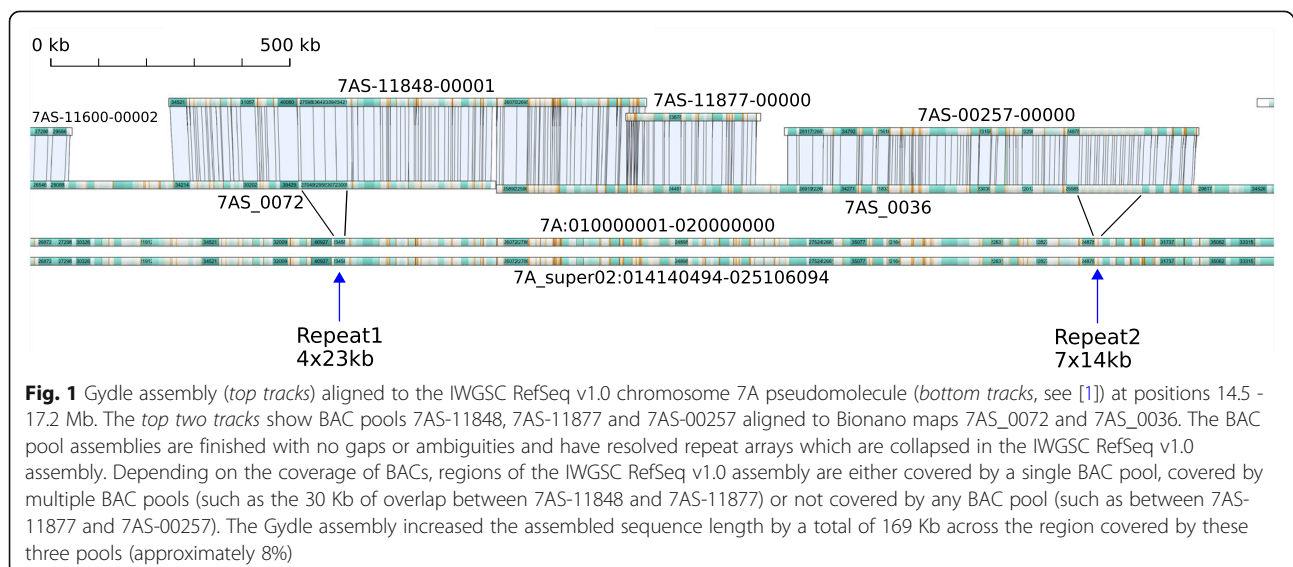 0 kb 500 kb
7AS-11848-00001
7AS-11877-00000
7AS-11600-00002
7AS-00257-00000
7AS_0072
7AS_0036
7A:010000001-020000000
7A_super02:014140494-025106094
Repeat1 Repeat2
4x23kb 7x14kb
Fig. 1 Gydle assembly (top tracks) aligned to the IWGSC RefSeq v1.0 chromosome 7A pseudomolecule (bottom tracks, see [1]) at positions 14.5 -
17.2 Mb. The top two tracks show BAC pools 7AS-11848, 7AS-11877 and 7AS-00257 aligned to Bionano maps 7AS_0072 and 7AS_0036. The BAC
pool assemblies are finished with no gaps or ambiguities and have resolved repeat arrays which are collapsed in the IWGSC RefSeq v1.0
assembly. Depending on the coverage of BACs, regions of the IWGSC RefSeq v1.0 assembly are either covered by a single BAC pool, covered by
multiple BAC pools (such as the 30 Kb of overlap between 7AS-11848 and 7AS-11877) or not covered by any BAC pool (such as between 7AS-
11877 and 7AS-00257). The Gydle assembly increased the assembled sequence length by a total of 169 Kb across the region covered by these
three pools (approximately 8%)